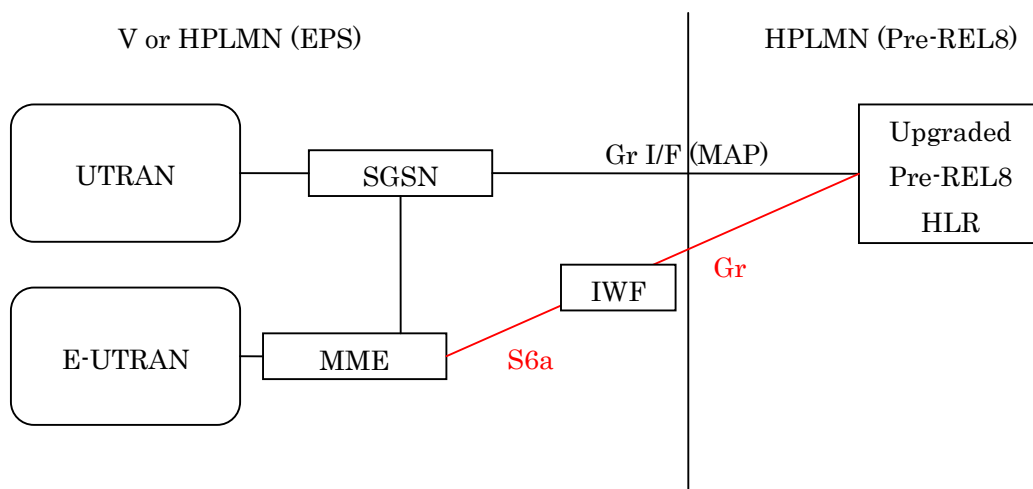 V or HPLMN (EPS)
HPLMN (Pre-REL8)
UTRAN
SGSN
Gr I/F (MAP)
Upgraded
Pre-REL8
HLR
Gr
IWF
E-UTRAN
MME
S6a